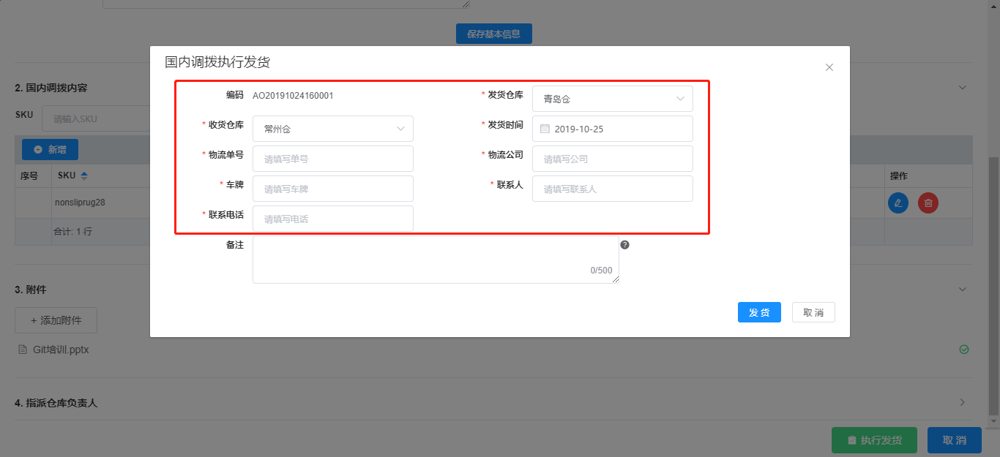 保存基本信息
国内调拨执行发货
2. 国内调拨内容
编码 AO20191024160001 * 发货仓库 青岛仓
SKU 请输入SKU
* 收货仓库 常州仓 * 发货时间 2019-10-25
新增
* 物流单号 请填写单号 * 物流公司 请填写公司
序号 SKU 操作
* 车牌 请填写车牌 * 联系人 请填写联系人
nonsliprug28
* 联系电话 请填写电话
合计: 1 行
备注 ?
0/500
3. 附件
发 货 取 消
+ 添加附件
Git培训.pptx
4. 指派仓库负责人
执行发货 取 消